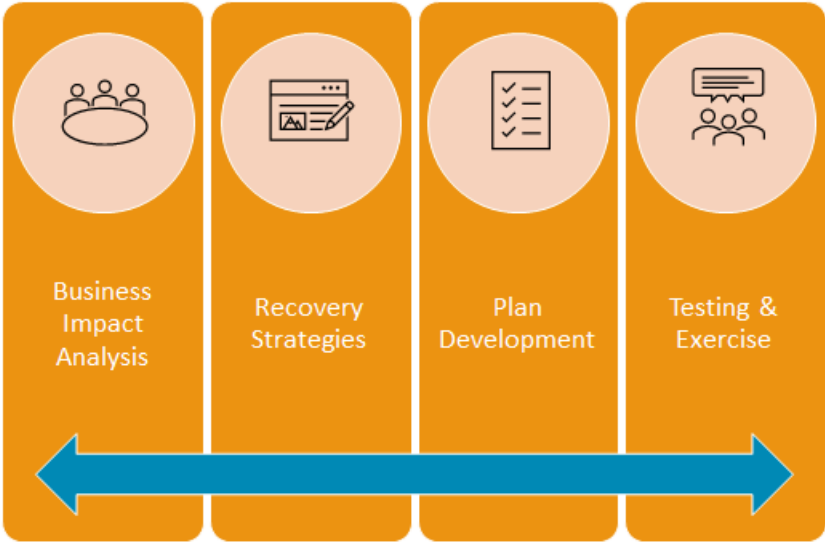 Business
Impact
Analysis
Recovery
Strategies
Plan
Development
Testing &
Exercise